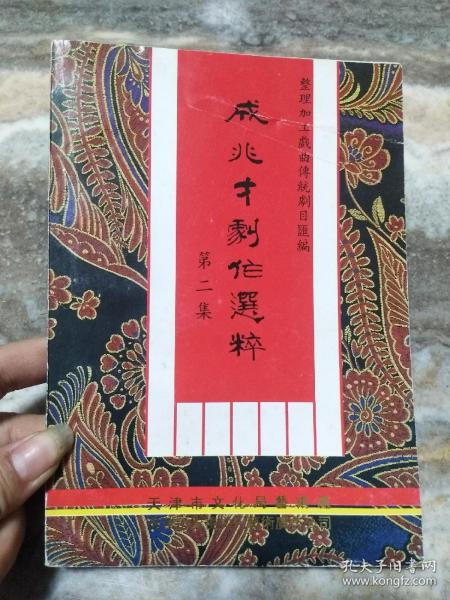 整理加工戲曲傳統劇目匯編
成兆才劇作選粹
第二集
天津市文化局藝術處
孔夫子旧书网
www.kongfz.com